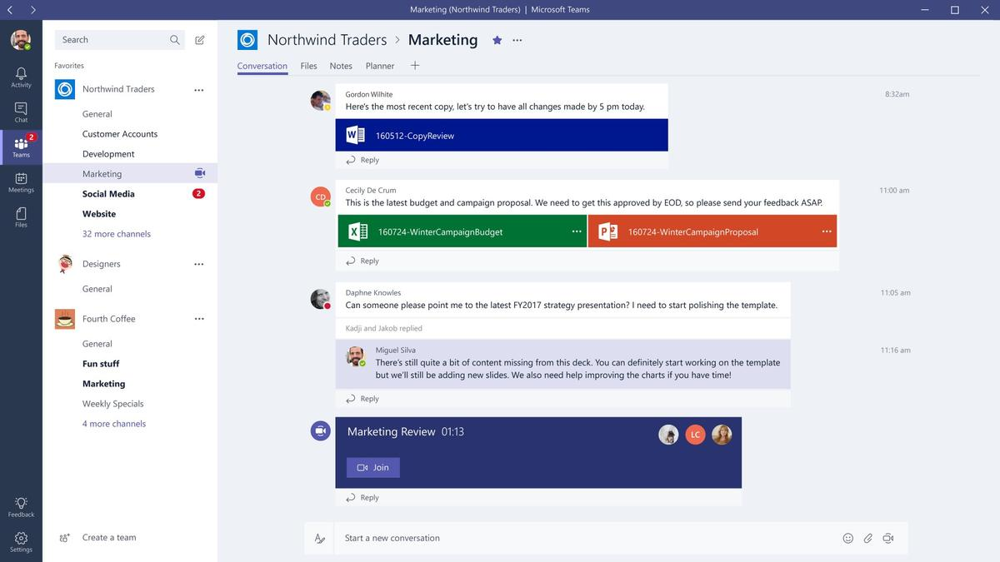 Marketing (Northwind Traders) | Microsoft Teams
Activity
Chat
2
Teams
Meetings
Files
Feedback
Settings
Search
Favorites
Northwind Traders
General
Customer Accounts
Development
Marketing
Social Media 2
Website
32 more channels
Designers
General
Fourth Coffee
General
Fun stuff
Marketing
Weekly Specials
4 more channels
Create a team
Northwind Traders > Marketing
Conversation Files Notes Planner
Gordon Wilhite 8:32am
Here's the most recent copy, let's try to have all changes made by 5 pm today.
W 160512-CopyReview
Reply
CD
Cecily De Crum 11:00 am
This is the latest budget and campaign proposal. We need to get this approved by EOD, so please send your feedback ASAP.
X 160724-WinterCampaignBudget P 160724-WinterCampaignProposal
Reply
Daphne Knowles 11:05 am
Can someone please point me to the latest FY2017 strategy presentation? I need to start polishing the template.
Kadji and Jakob replied
Miguel Silva 11:16 am
There's still quite a bit of content missing from this deck. You can definitely start working on the template
but we'll still be adding new slides. We also need help improving the charts if you have time!
Reply
Marketing Review 01:13 LC
Join
Reply
Start a new conversation